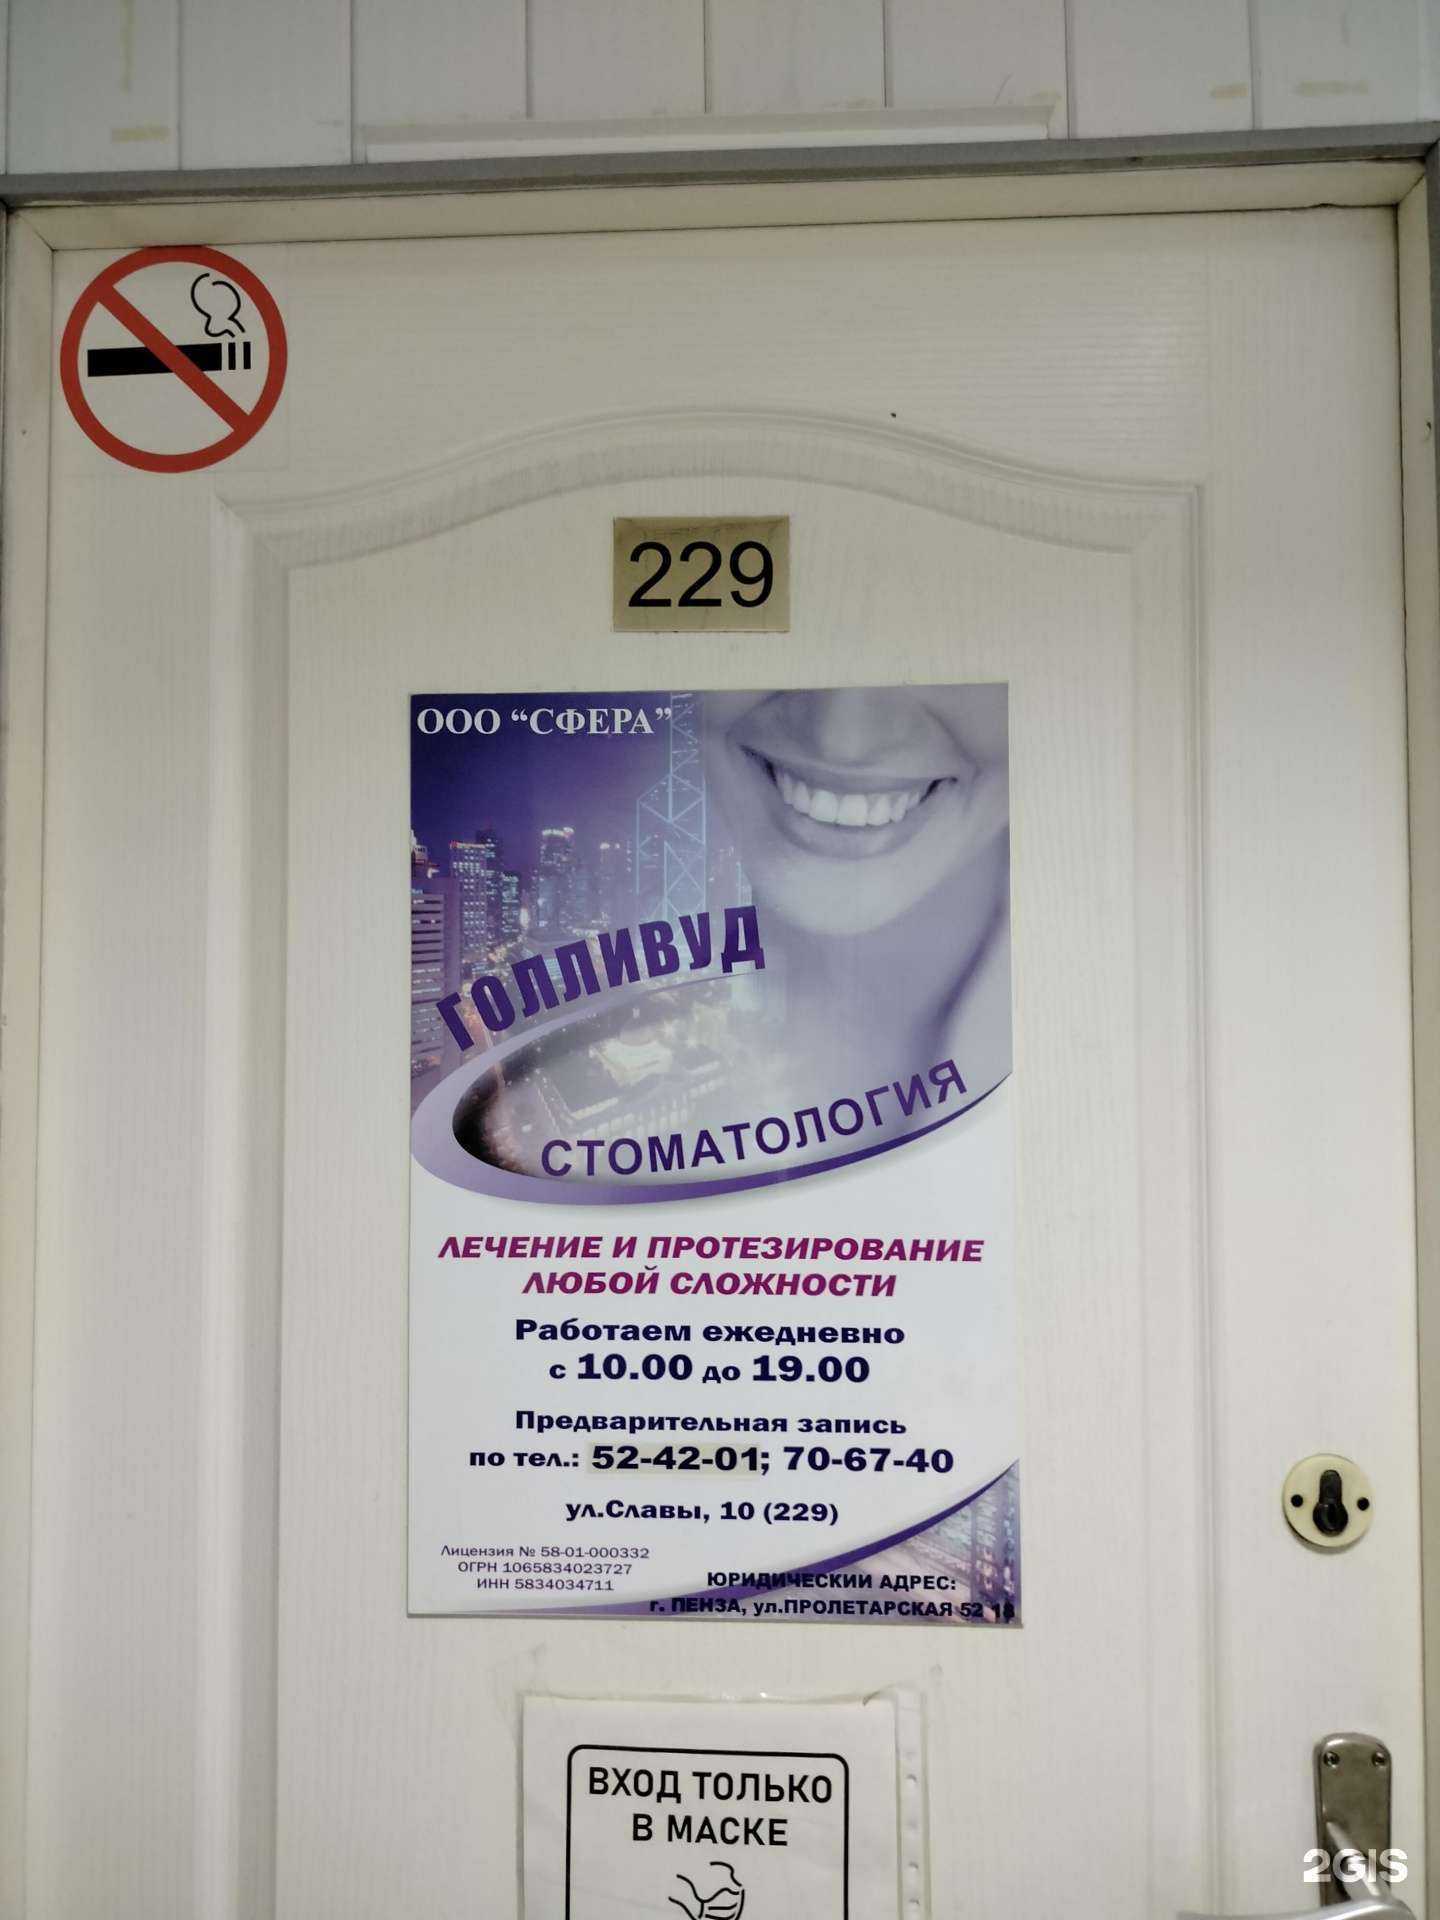 229
ООО “СФЕРА”
ГОЛЛИВУД
СТОМАТОЛОГИЯ
ЛЕЧЕНИЕ И ПРОТЕЗИРОВАНИЕ
ЛЮБОЙ СЛОЖНОСТИ
Работаем ежедневно
с 10.00 до 19.00
Предварительная запись
по тел.: 52-42-01; 70-67-40
ул.Славы, 10 (229)
Лицензия № 58-01-000332
ОГРН 1065834023727
ИНН 5834034711
ЮРИДИЧЕСКИИ АДРЕС:
г. ПЕНЗА, ул.ПРОЛЕТАРСКАЯ 52 18
ВХОД ТОЛЬКО
В МАСКЕ
2GIS